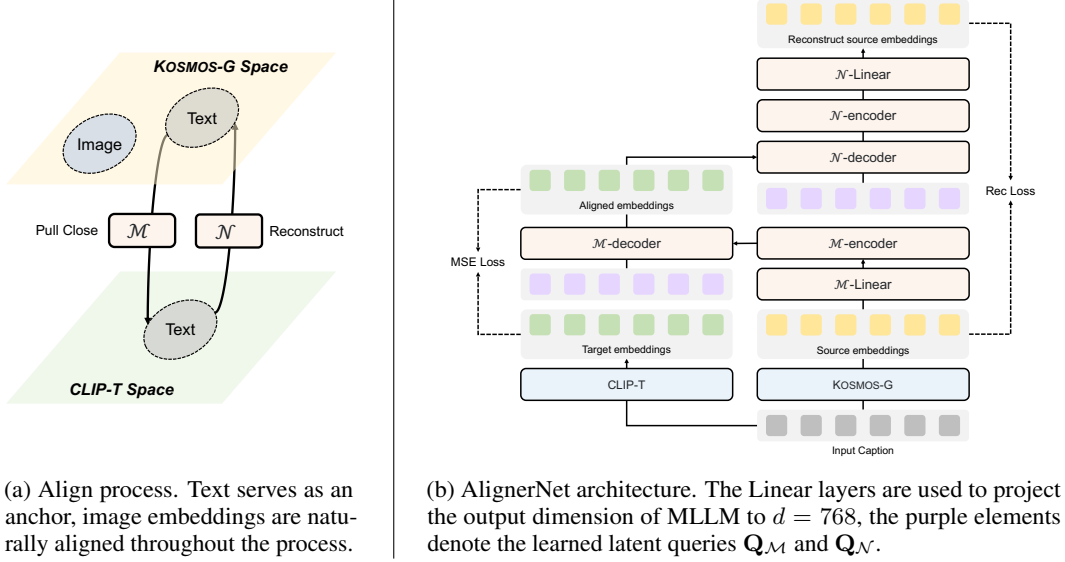 KOSMOS-G Space
Text
Image
Pull Close
ℳ
𝒩
Reconstruct
Text
CLIP-T Space
(a) Align process. Text serves as an
anchor, image embeddings are natu-
rally aligned throughout the process.
Reconstruct source embeddings
𝒩-Linear
𝒩-encoder
𝒩-decoder
Rec Loss
Aligned embeddings
ℳ-decoder
ℳ-encoder
MSE Loss
ℳ-Linear
Target embeddings
Source embeddings
CLIP-T
KOSMOS-G
Input Caption
(b) AlignerNet architecture. The Linear layers are used to project
the output dimension of MLLM to d = 768, the purple elements
denote the learned latent queries Qℳ and Q𝒩.